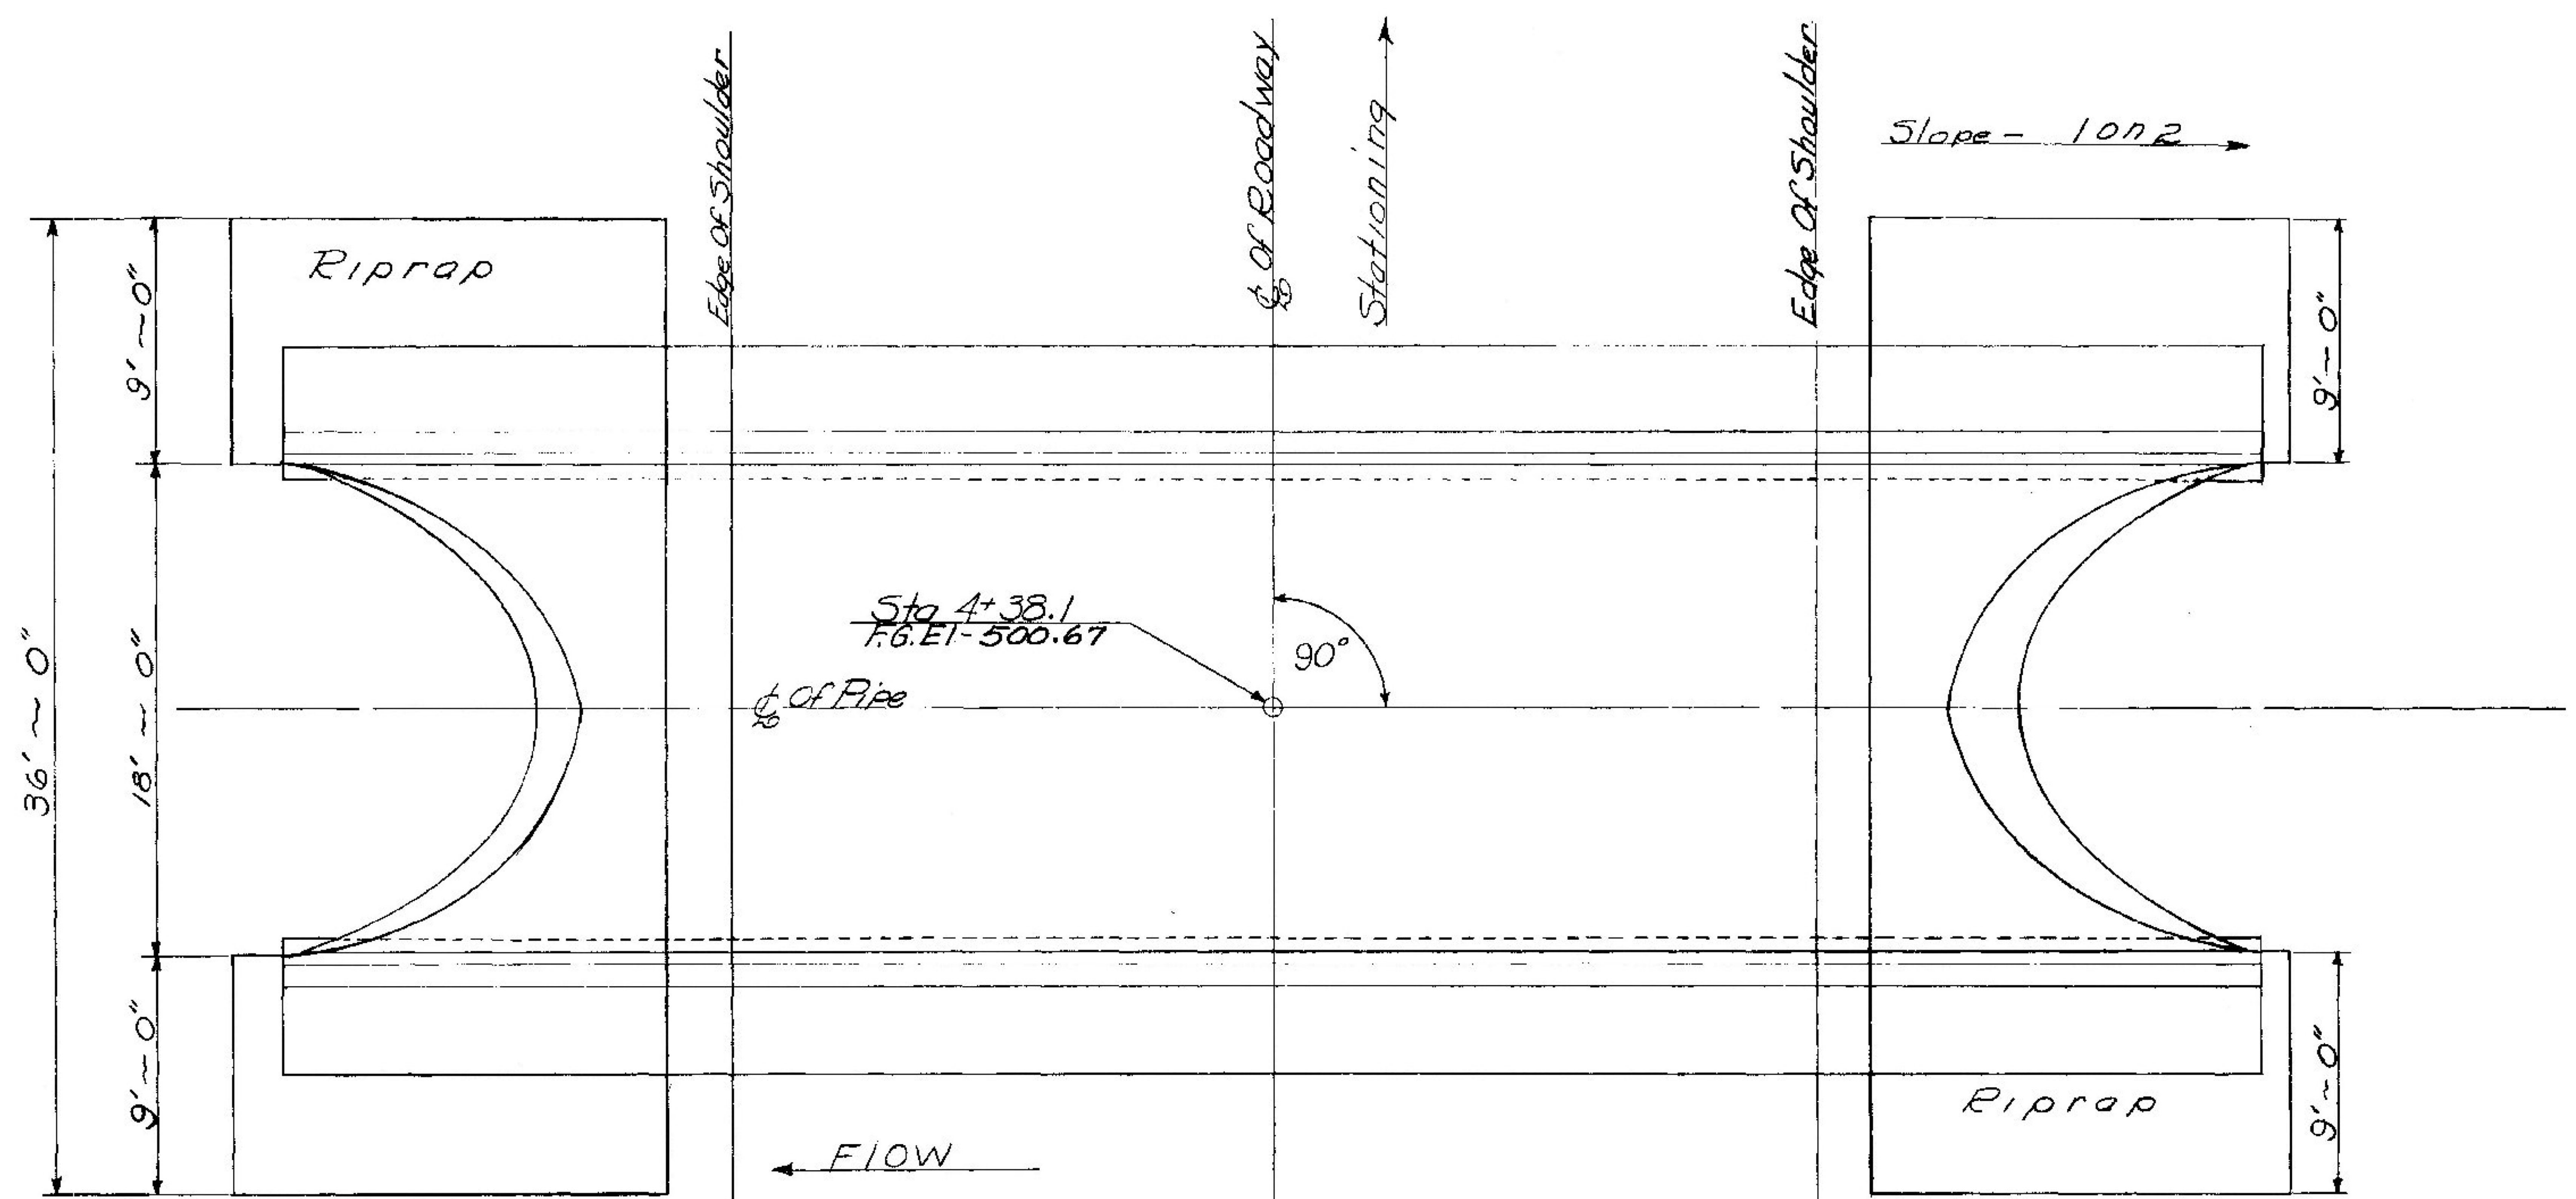 Edge Of Shoulder
℄ Of Roadway
Stationing
Edge Of Shoulder
Slope - 1 on 2
Riprap
9'~0"
9'~0"
36'~0"
18'~0"
Sta 4+38.1
F.G.El-500.67
90°
℄ Of Pipe
9'~0"
9'~0"
Riprap
Flow